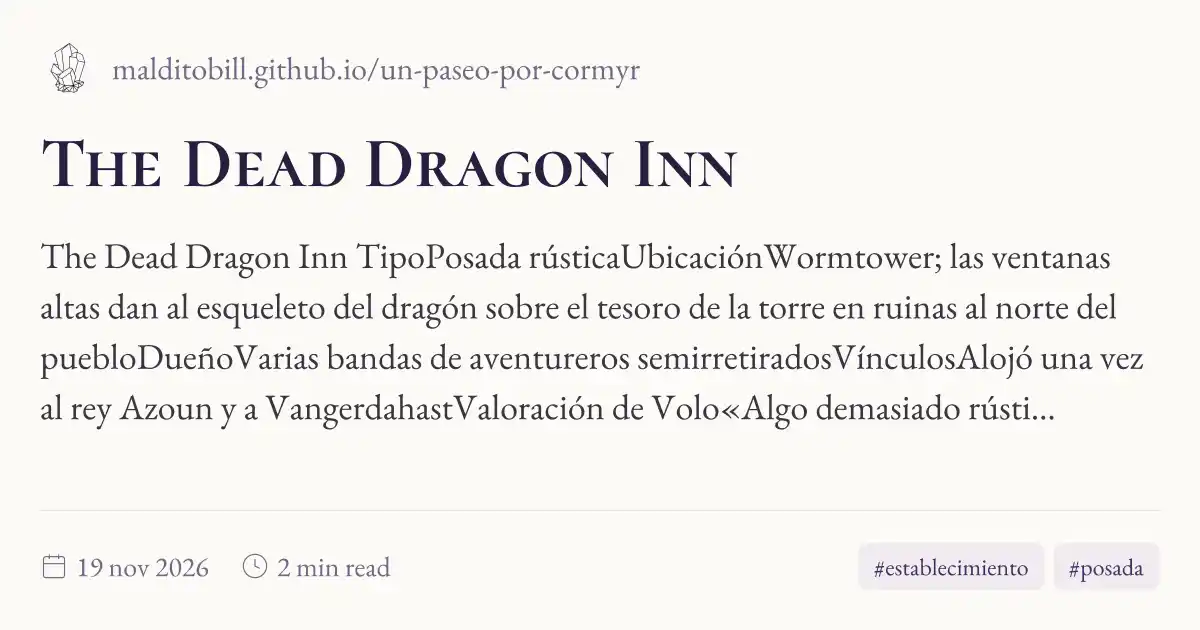 malditobill.github.io/un-paseo-por-cormyr
The Dead Dragon Inn
The Dead Dragon Inn TipoPosada rústicaUbicaciónWormtower; las ventanas
altas dan al esqueleto del dragón sobre el tesoro de la torre en ruinas al norte del
puebloDueñoVarias bandas de aventureros semirretiradosVínculosAlojó una vez
al rey Azoun y a VangerdahastValoración de Volo«Algo demasiado rústi...
19 nov 2026 2 min read #establecimiento #posada